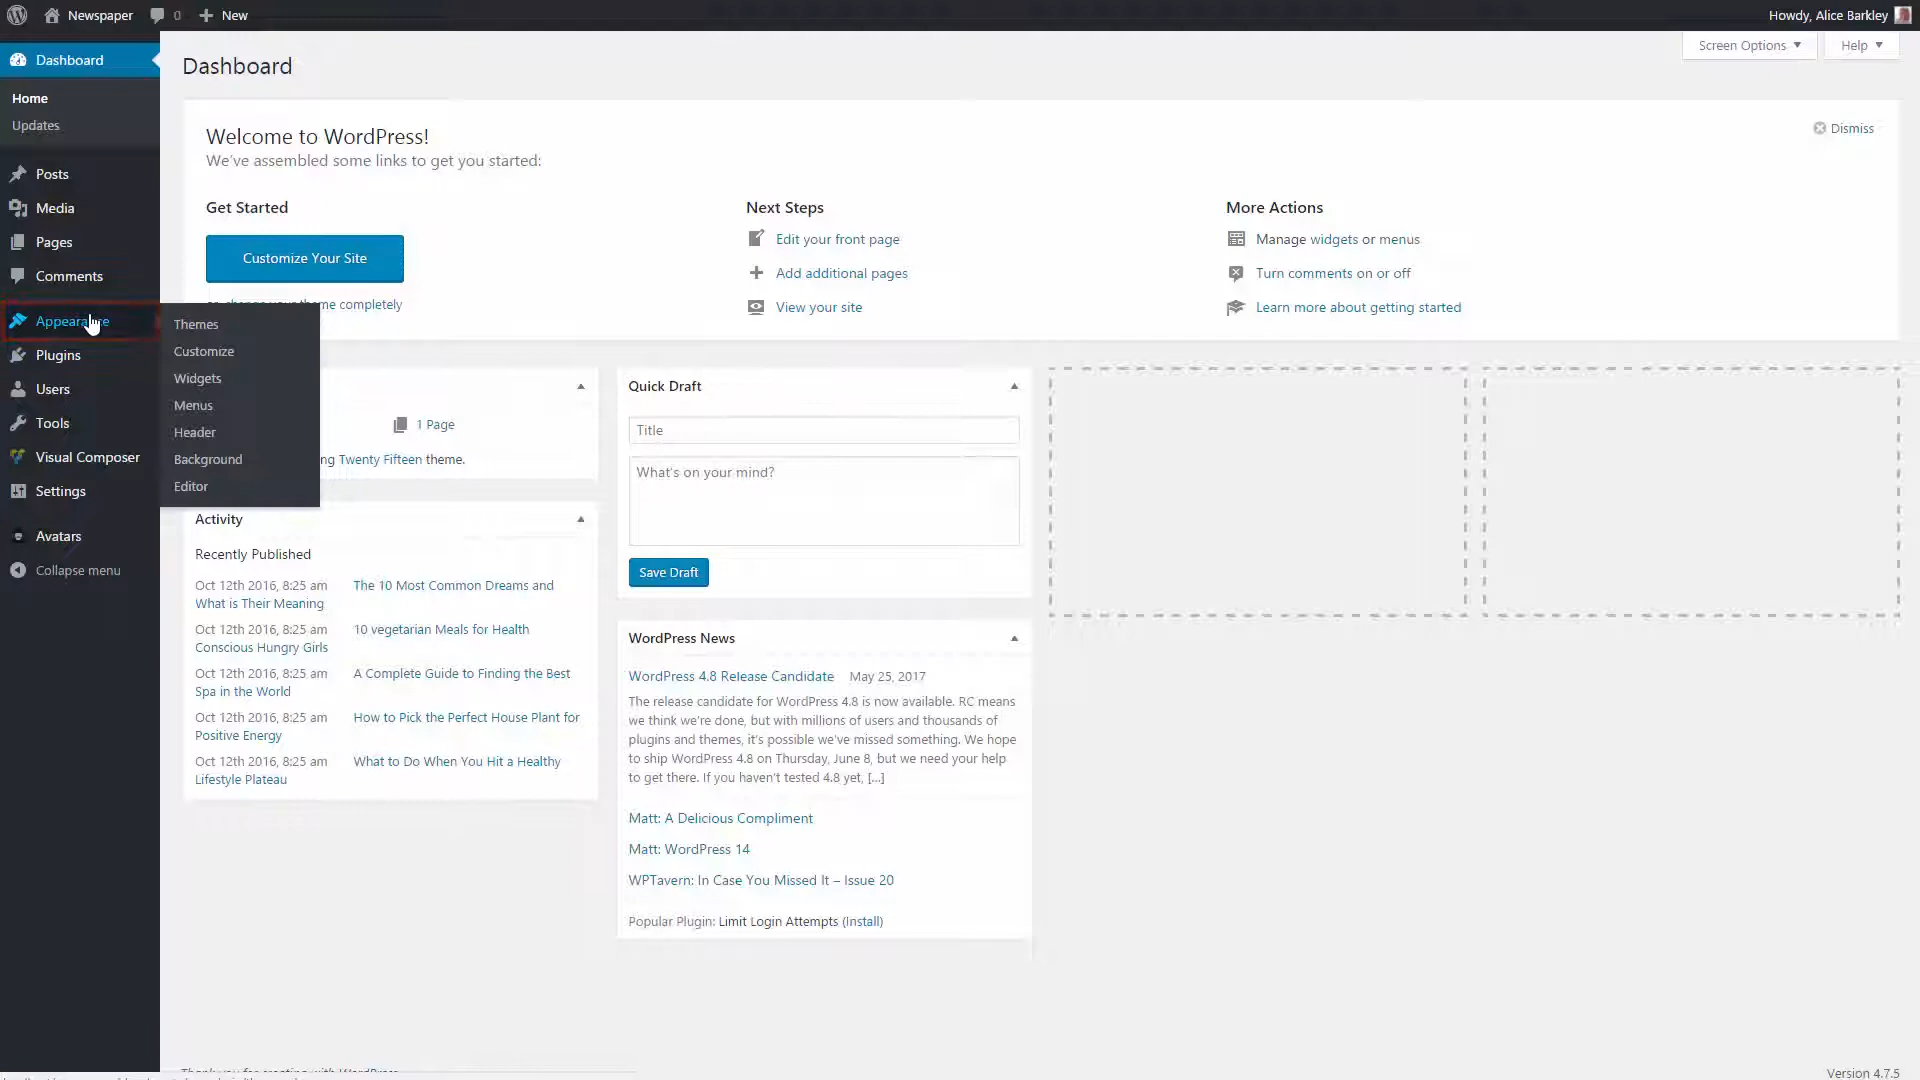 Newspaper 0 New Howdy, Alice Barkley
Screen Options Help
Dashboard
Home
Updates
Posts
Media
Pages
Comments
Appearance
Plugins
Users
Tools
Visual Composer
Settings
Avatars
Collapse menu
Themes
Customize
Widgets
Menus
Header
Background
Editor
Dashboard
Welcome to WordPress!
We've assembled some links to get you started:
Dismiss
Get Started
Customize Your Site
theme completely
Next Steps
Edit your front page
Add additional pages
View your site
More Actions
Manage widgets or menus
Turn comments on or off
Learn more about getting started
1 Page
Twenty Fifteen theme.
Activity
Recently Published
Oct 12th 2016, 8:25 am The 10 Most Common Dreams and
What is Their Meaning
Oct 12th 2016, 8:25 am 10 vegetarian Meals for Health
Conscious Hungry Girls
Oct 12th 2016, 8:25 am A Complete Guide to Finding the Best
Spa in the World
Oct 12th 2016, 8:25 am How to Pick the Perfect House Plant for
Positive Energy
Oct 12th 2016, 8:25 am What to Do When You Hit a Healthy
Lifestyle Plateau
Quick Draft
Title
What's on your mind?
Save Draft
WordPress News
WordPress 4.8 Release Candidate May 25, 2017
The release candidate for WordPress 4.8 is now available. RC means
we think we're done, but with millions of users and thousands of
plugins and themes, it's possible we've missed something. We hope
to ship WordPress 4.8 on Thursday, June 8, but we need your help
to get there. If you haven't tested 4.8 yet, […]
Matt: A Delicious Compliment
Matt: WordPress 14
WPTavern: In Case You Missed It – Issue 20
Popular Plugin: Limit Login Attempts (Install)
Version 4.7.5